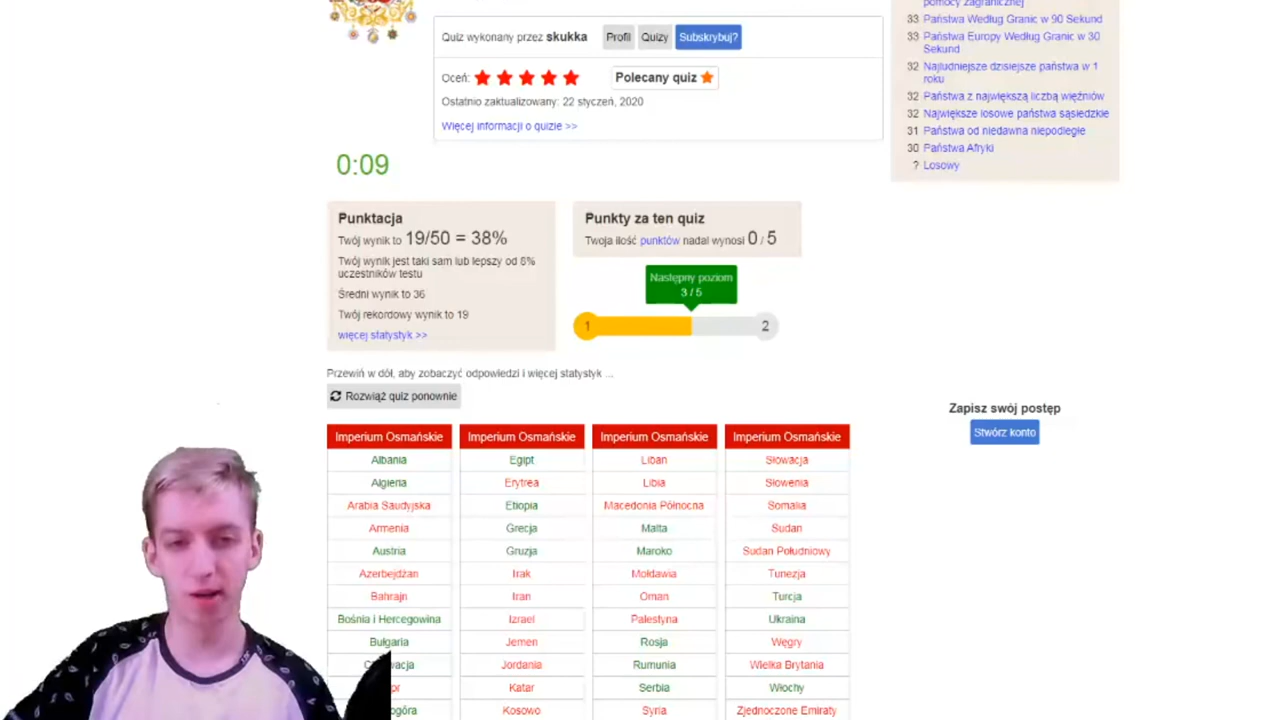 Quiz wykonany przez skukka Profil Quizy Subskrybuj?
Oceń: Polecany quiz
Ostatnio zaktualizowany: 22 styczeń, 2020
Więcej informacji o quizie >>
pomocy zagranicznej
33 Państwa Według Granic w 90 Sekund
33 Państwa Europy Według Granic w 30
Sekund
32 Najludniejsze dzisiejsze państwa w 1
roku
32 Państwa z największą liczbą więźniów
32 Największe losowe państwa sąsiedzkie
31 Państwa od niedawna niepodległe
30 Państwa Afryki
? Losowy
0:09
Punktacja
Twój wynik to 19/50 = 38%
Twój wynik jest taki sam lub lepszy od 6%
uczestników testu
Średni wynik to 36
Twój rekordowy wynik to 19
więcej statystyk >>
Punkty za ten quiz
Twoja ilość punktów nadal wynosi 0 / 5
Następny poziom
3 / 5
1 2
Przewiń w dół, aby zobaczyć odpowiedzi i więcej statystyk ...
Rozwiąż quiz ponownie
Zapisz swój postęp
Stwórz konto
Imperium Osmańskie Imperium Osmańskie Imperium Osmańskie Imperium Osmańskie
Albania Egipt Liban Słowacja
Algieria Erytrea Libia Słowenia
Arabia Saudyjska Etiopia Macedonia Północna Somalia
Armenia Grecja Malta Sudan
Austria Gruzja Maroko Sudan Południowy
Azerbejdżan Irak Mołdawia Tunezja
Bahrajn Iran Oman Turcja
Bośnia i Hercegowina Izrael Palestyna Ukraina
Bułgaria Jemen Rosja Węgry
Jordania Rumunia Wielka Brytania
Katar Serbia Włochy
Kosowo Syria Zjednoczone Emiraty